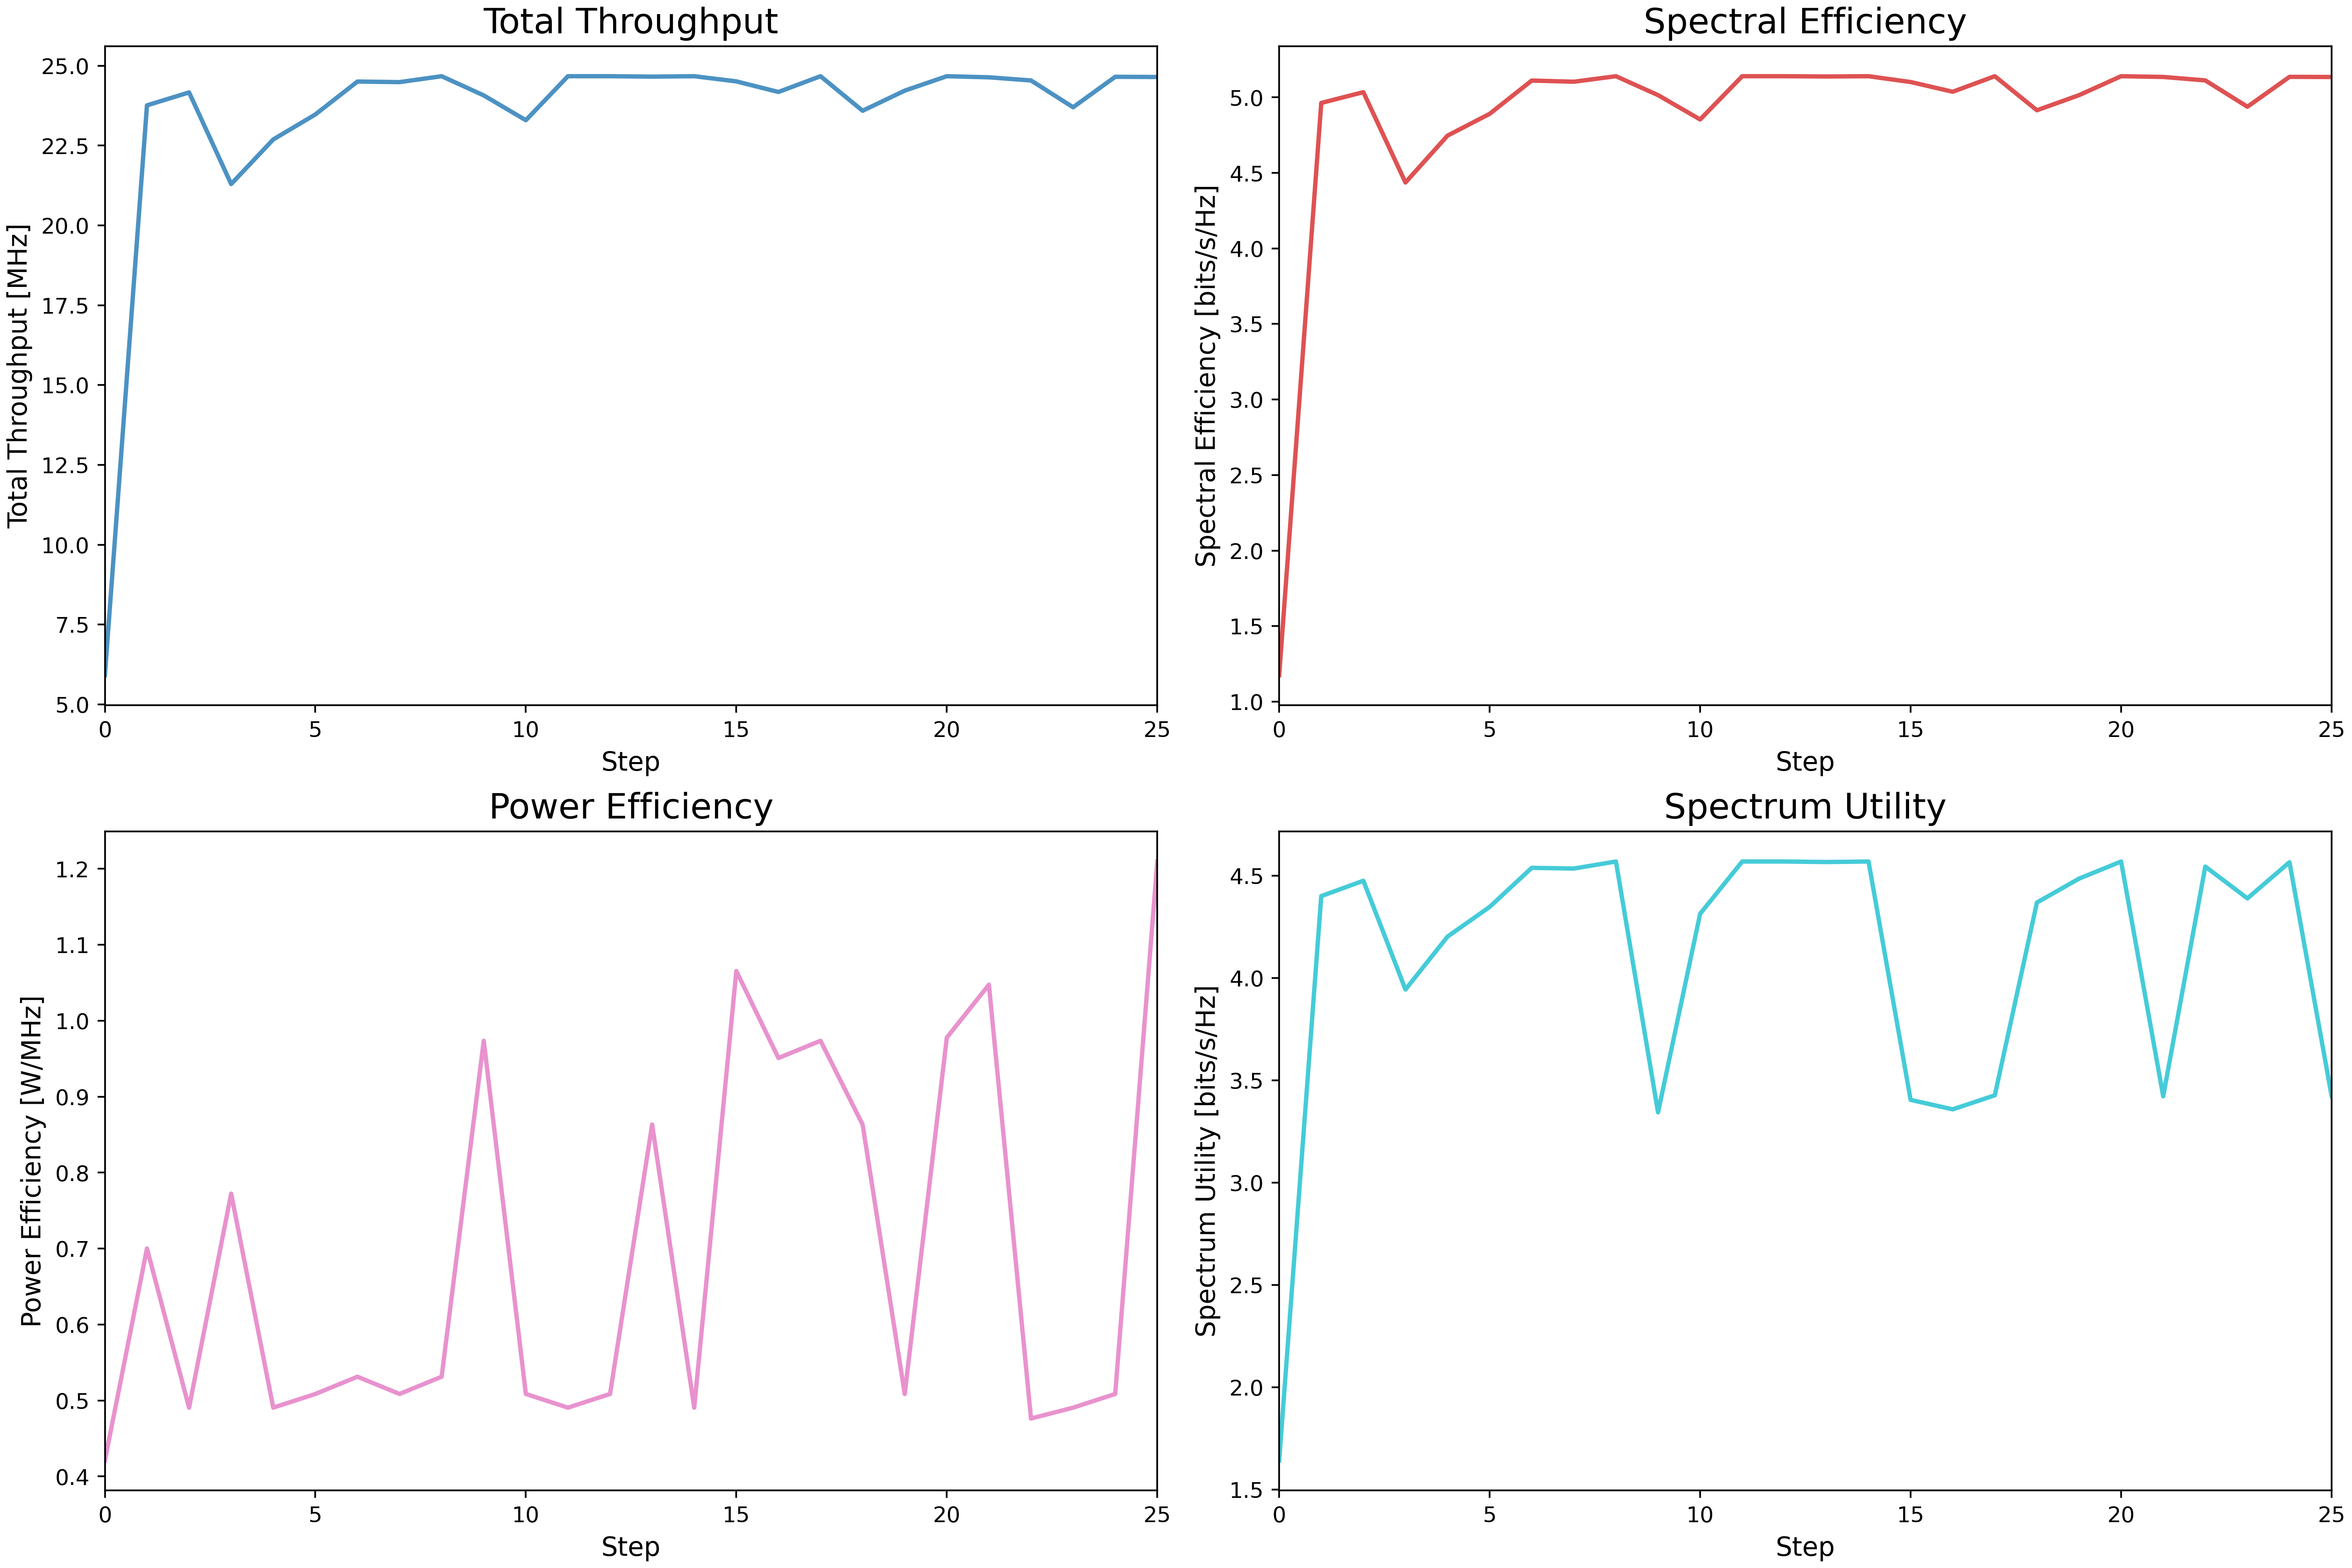 Total Throughput
Total Throughput [MHz]
25.0
22.5
20.0
17.5
15.0
12.5
10.0
7.5
5.0
0 5 10 15 20 25
Step
Spectral Efficiency
Spectral Efficiency [bits/s/Hz]
5.0
4.5
4.0
3.5
3.0
2.5
2.0
1.5
1.0
0 5 10 15 20 25
Step
Power Efficiency
Power Efficiency [W/MHz]
1.2
1.1
1.0
0.9
0.8
0.7
0.6
0.5
0.4
0 5 10 15 20 25
Step
Spectrum Utility
Spectrum Utility [bits/s/Hz]
4.5
4.0
3.5
3.0
2.5
2.0
1.5
0 5 10 15 20 25
Step